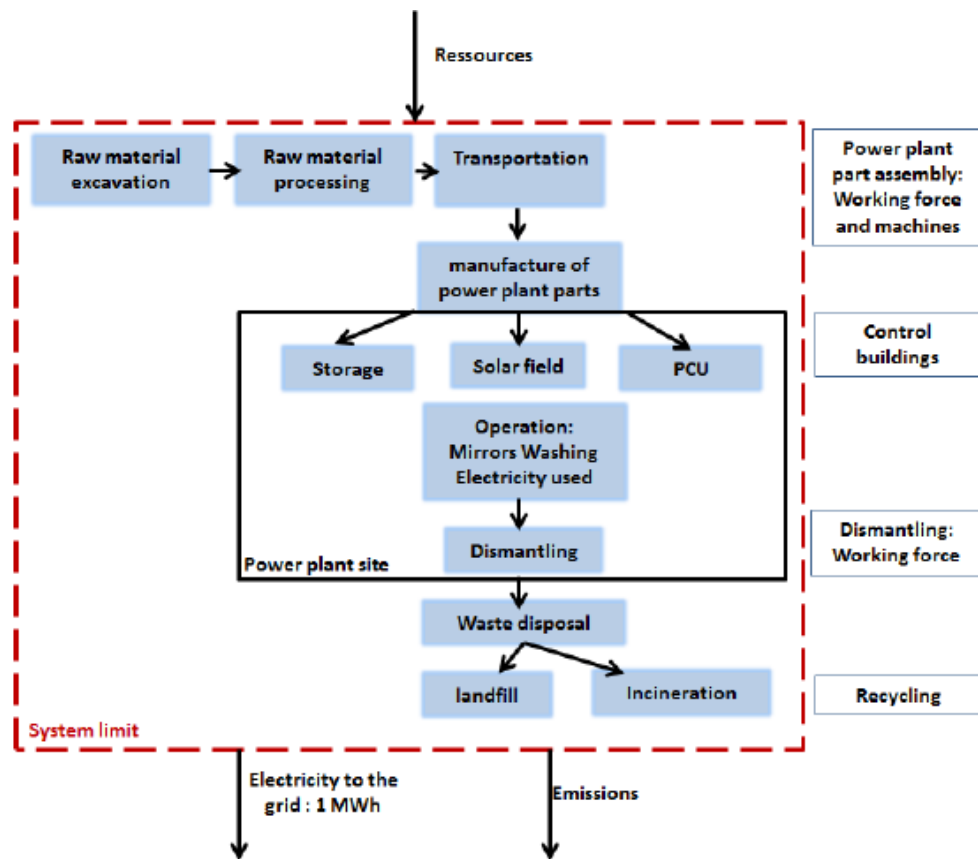 Ressources
Raw material
excavation
Raw material
processing
Transportation
Power plant
part assembly:
Working force
and machines
manufacture of
power plant parts
Storage
Solar field
PCU
Control
buildings
Operation:
Mirrors Washing
Electricity used
Dismantling
Power plant site
Dismantling:
Working force
Waste disposal
landfill
Incineration
Recycling
System limit
Electricity to the
grid : 1 MWh
Emissions